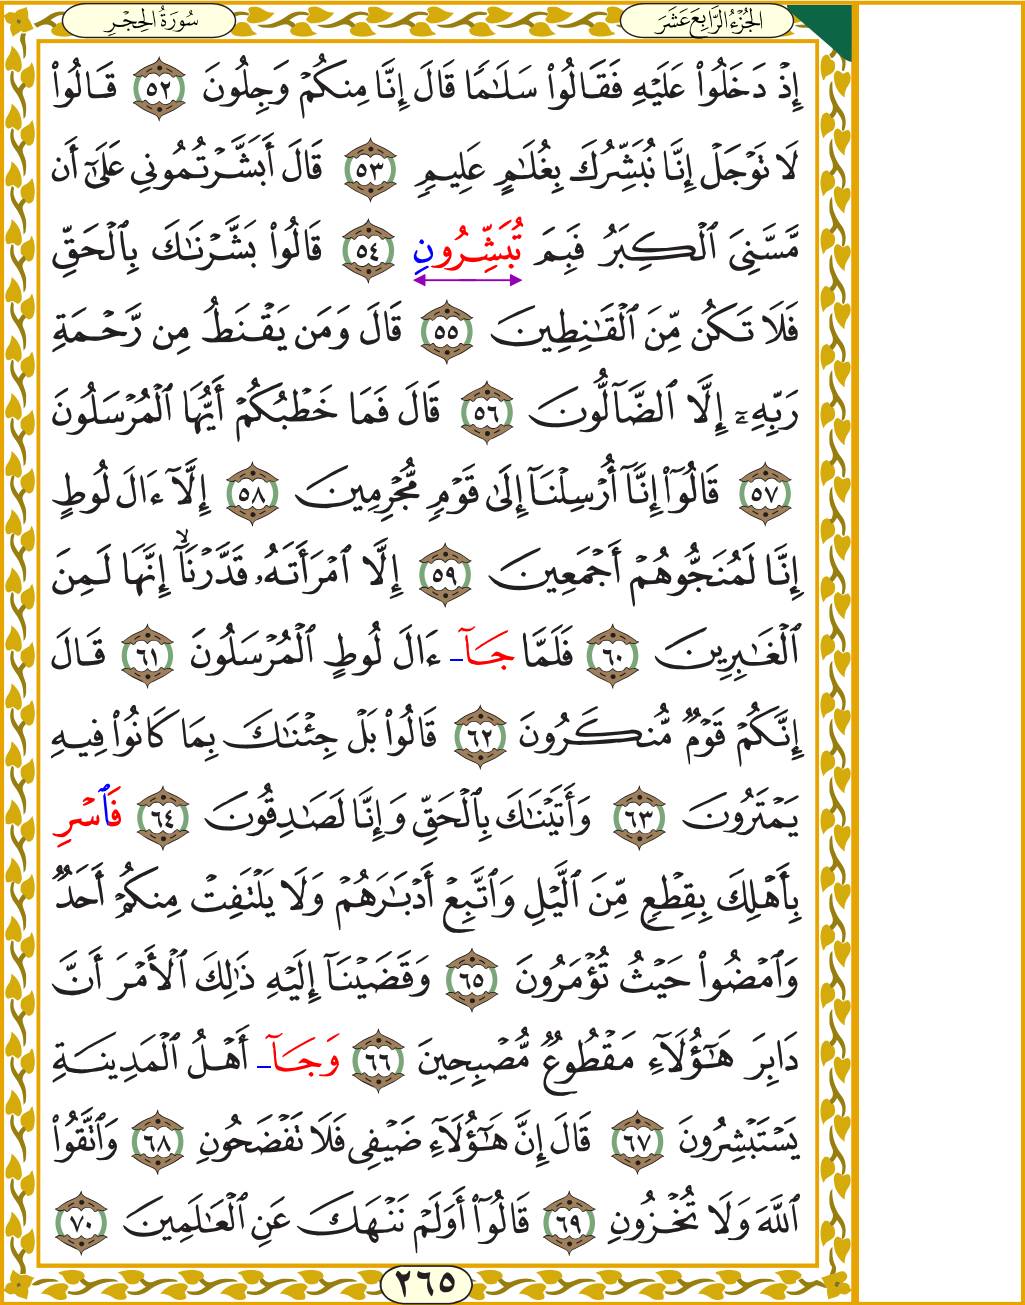 الجُزْءُ الرَّابِعَ عَشَرَ
سُورَةُ الحِجْرِ
إِذْ دَخَلُوا۟ عَلَيْهِ فَقَالُوا۟ سَلَـٰمًا قَالَ إِنَّا مِنكُمْ وَجِلُونَ ٥٢ قَالُوا۟
لَا تَوْجَلْ إِنَّا نُبَشِّرُكَ بِغُلَـٰمٍ عَلِيمٍ ٥٣ قَالَ أَبَشَّرْتُمُونِى عَلَىٰٓ أَن
مَّسَّنِىَ ٱلْكِبَرُ فَبِمَ تُبَشِّرُونِ ٥٤ قَالُوا۟ بَشَّرْنَـٰكَ بِٱلْحَقِّ
فَلَا تَكُن مِّنَ ٱلْقَـٰنِطِينَ ٥٥ قَالَ وَمَن يَقْنَطُ مِن رَّحْمَةِ
رَبِّهِۦٓ إِلَّا ٱلضَّآلُّونَ ٥٦ قَالَ فَمَا خَطْبُكُمْ أَيُّهَا ٱلْمُرْسَلُونَ
٥٧ قَالُوٓا۟ إِنَّآ أُرْسِلْنَآ إِلَىٰ قَوْمٍ مُّجْرِمِينَ ٥٨ إِلَّآ ءَالَ لُوطٍ
إِنَّا لَمُنَجُّوهُمْ أَجْمَعِينَ ٥٩ إِلَّا ٱمْرَأَتَهُۥ قَدَّرْنَآ ۙ إِنَّهَا لَمِنَ
ٱلْغَـٰبِرِينَ ٦٠ فَلَمَّا جَآ ءَالَ لُوطٍ ٱلْمُرْسَلُونَ ٦١ قَالَ
إِنَّكُمْ قَوْمٌ مُّنكَرُونَ ٦٢ قَالُوا۟ بَلْ جِئْنَـٰكَ بِمَا كَانُوا۟ فِيهِ
يَمْتَرُونَ ٦٣ وَأَتَيْنَـٰكَ بِٱلْحَقِّ وَإِنَّا لَصَـٰدِقُونَ ٦٤ فَٱسْرِ
بِأَهْلِكَ بِقِطْعٍ مِّنَ ٱلَّيْلِ وَٱتَّبِعْ أَدْبَـٰرَهُمْ وَلَا يَلْتَفِتْ مِنكُمْ أَحَدٌ
وَٱمْضُوا۟ حَيْثُ تُؤْمَرُونَ ٦٥ وَقَضَيْنَآ إِلَيْهِ ذَٰلِكَ ٱلْأَمْرَ أَنَّ
دَابِرَ هَـٰٓؤُلَآءِ مَقْطُوعٌ مُّصْبِحِينَ ٦٦ وَجَآ أَهْلُ ٱلْمَدِينَةِ
يَسْتَبْشِرُونَ ٦٧ قَالَ إِنَّ هَـٰٓؤُلَآءِ ضَيْفِى فَلَا تَفْضَحُونِ ٦٨ وَٱتَّقُوا۟
ٱللَّهَ وَلَا تُخْزُونِ ٦٩ قَالُوٓا۟ أَوَلَمْ نَنْهَكَ عَنِ ٱلْعَـٰلَمِينَ ٧٠
٢٦٥